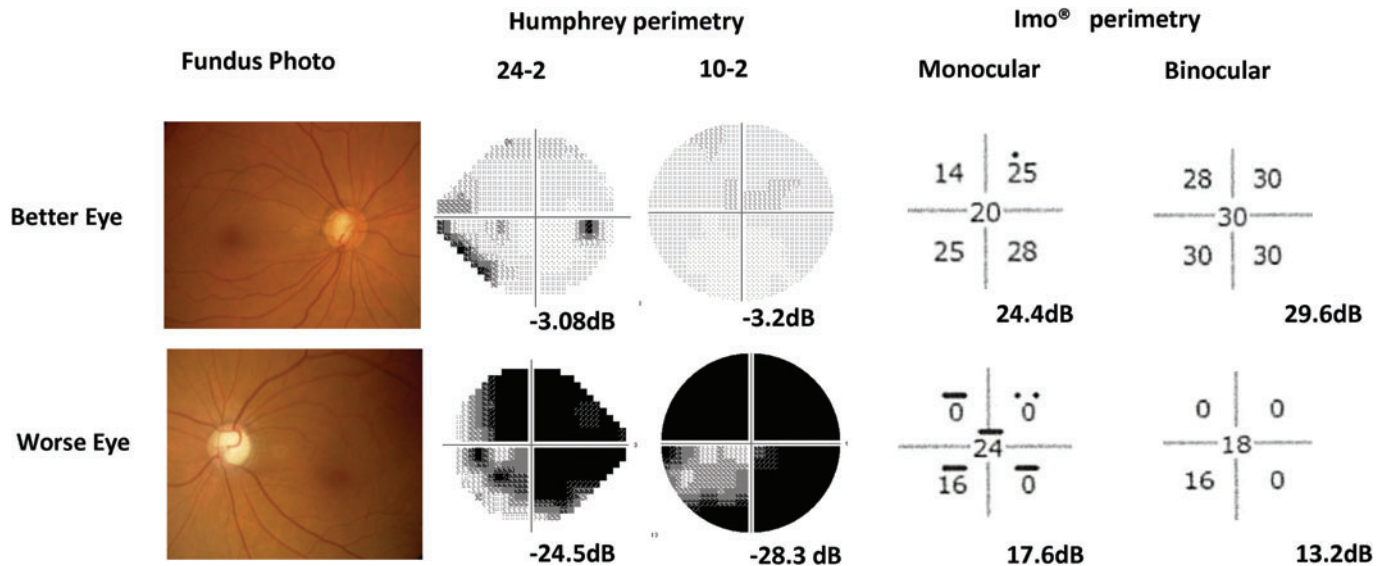 Humphrey perimetry
Imo® perimetry
Fundus Photo
24-2
10-2
Monocular
Binocular
Better Eye
14 25
20
25 28
28 30
30
30 30
-3.08dB
-3.2dB
24.4dB
29.6dB
Worse Eye
0 0
24
16 0
0 0
18
16 0
-24.5dB
-28.3 dB
17.6dB
13.2dB